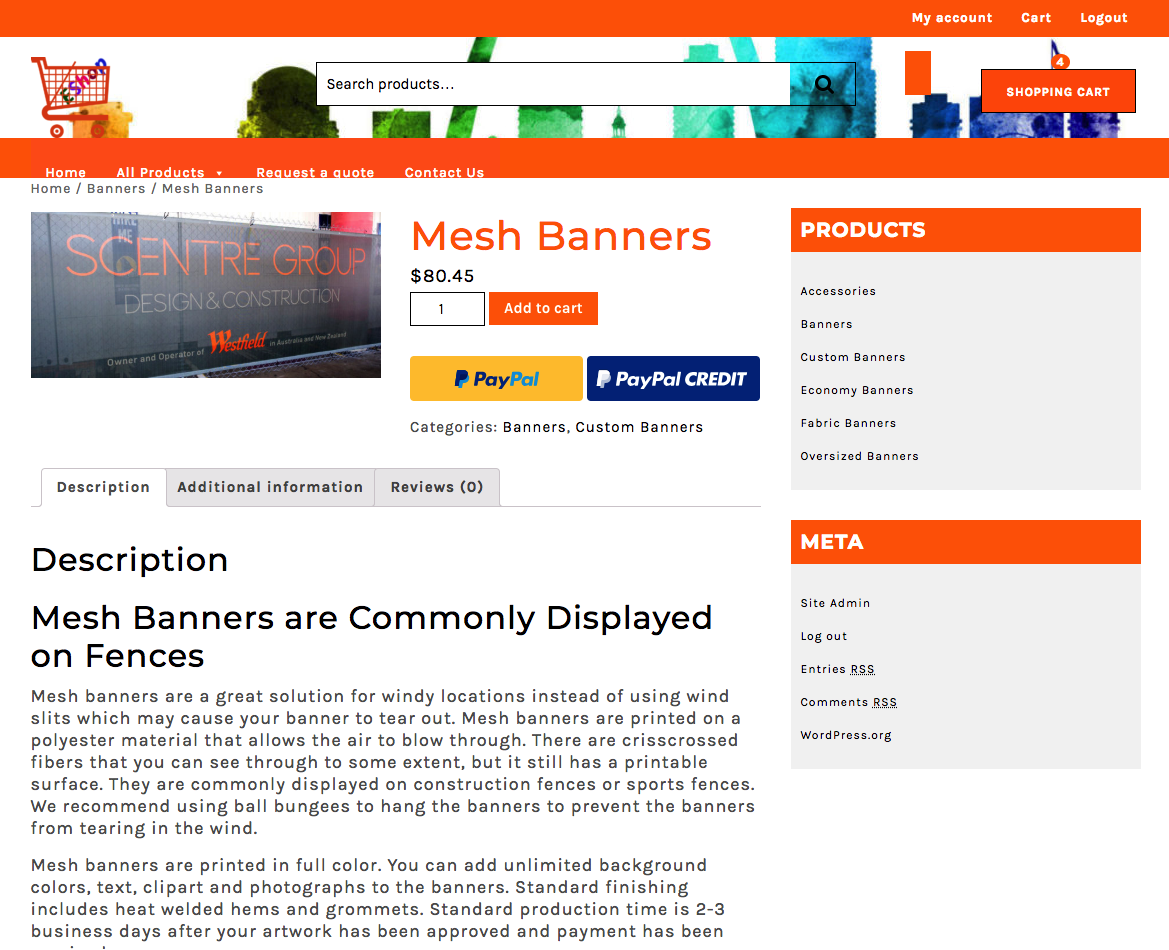 My account Cart Logout
EShop
Search products...
4
SHOPPING CART
Home All Products Request a quote Contact Us
Home / Banners / Mesh Banners
SCENTRE GROUP
DESIGN & CONSTRUCTION
Owner and Operator of Westfield in Australia and New Zealand
Mesh Banners
$80.45
1 Add to cart
PayPal PayPal CREDIT
Categories: Banners, Custom Banners
Description Additional information Reviews (0)
Description
Mesh Banners are Commonly Displayed
on Fences
Mesh banners are a great solution for windy locations instead of using wind
slits which may cause your banner to tear out. Mesh banners are printed on a
polyester material that allows the air to blow through. There are crisscrossed
fibers that you can see through to some extent, but it still has a printable
surface. They are commonly displayed on construction fences or sports fences.
We recommend using ball bungees to hang the banners to prevent the banners
from tearing in the wind.
Mesh banners are printed in full color. You can add unlimited background
colors, text, clipart and photographs to the banners. Standard finishing
includes heat welded hems and grommets. Standard production time is 2-3
business days after your artwork has been approved and payment has been
PRODUCTS
Accessories
Banners
Custom Banners
Economy Banners
Fabric Banners
Oversized Banners
META
Site Admin
Log out
Entries RSS
Comments RSS
WordPress.org